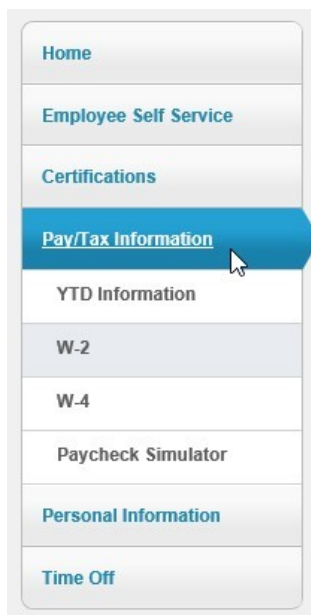 Home
Employee Self Service
Certifications
Pay/Tax Information
YTD Information
W-2
W-4
Paycheck Simulator
Personal Information
Time Off